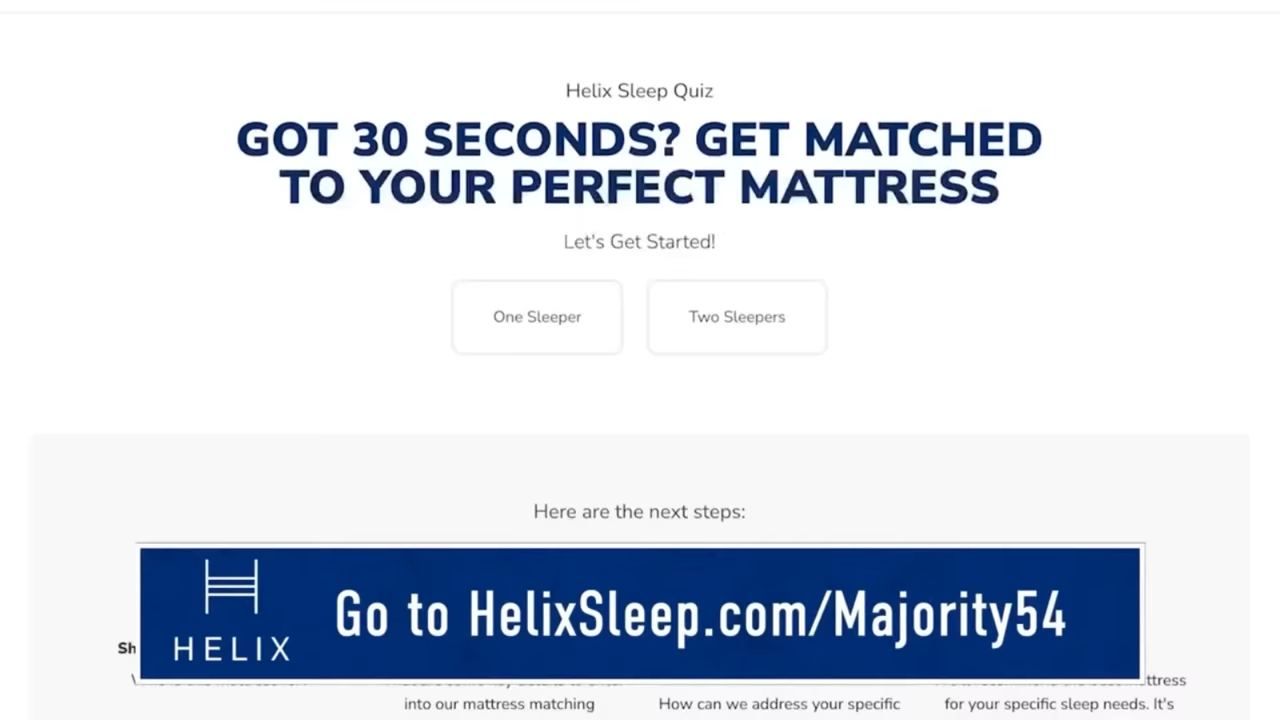 Helix Sleep Quiz
GOT 30 SECONDS? GET MATCHED
TO YOUR PERFECT MATTRESS
Let's Get Started!
One Sleeper
Two Sleepers
Here are the next steps:
HELIX
Go to HelixSleep.com/Majority54
into our mattress matching
How can we address your specific
for your specific sleep needs. It's